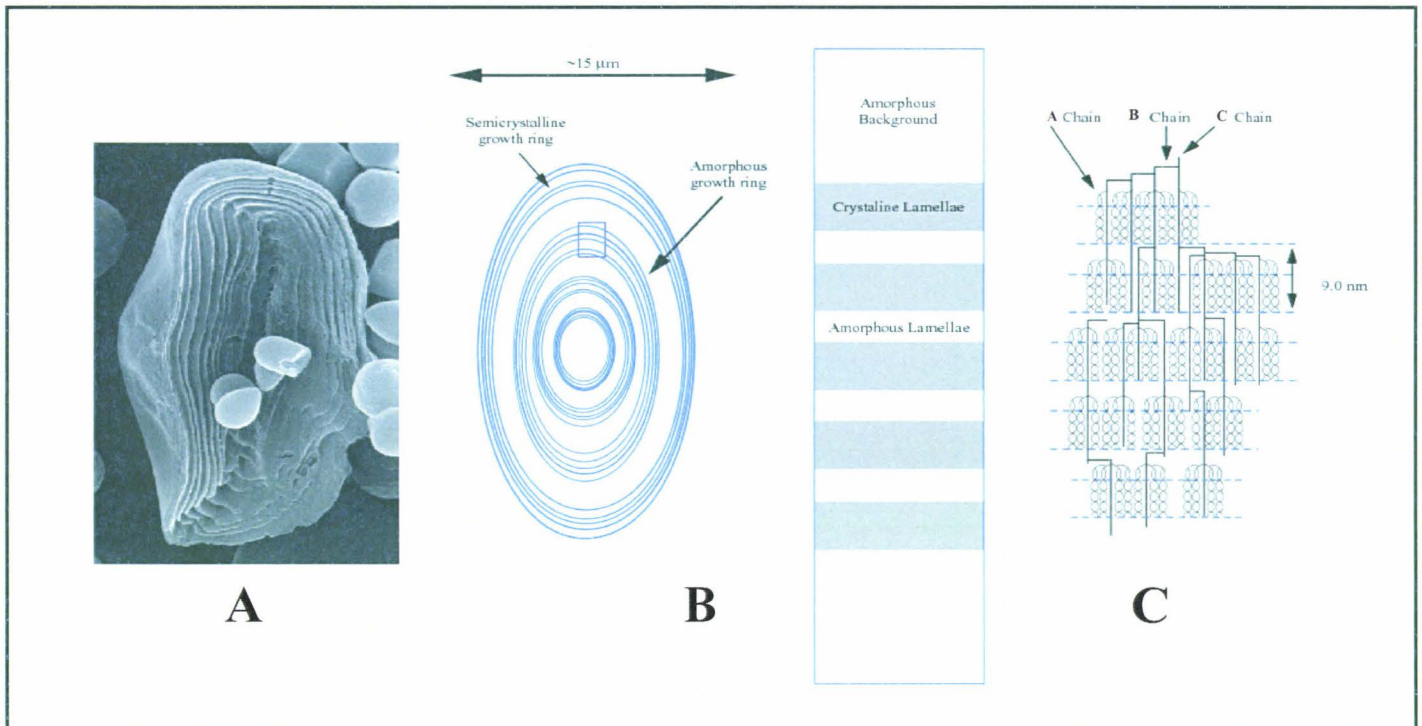 ~15 µm
Semicrystalline
growth ring
Amorphous
growth ring
Amorphous
Background
Crystaline Lamellae
Amorphous Lamellae
A Chain
B Chain
C Chain
9.0 nm
A
B
C